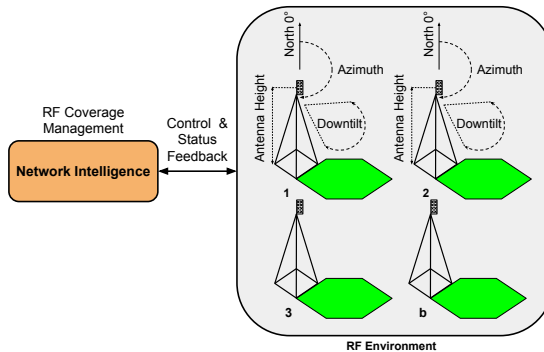 North 0°
Azimuth
Antenna Height
Downtilt
1
North 0°
Azimuth
Antenna Height
Downtilt
2
RF Coverage
Management
Network Intelligence
Control &
Status
Feedback
3
b
RF Environment